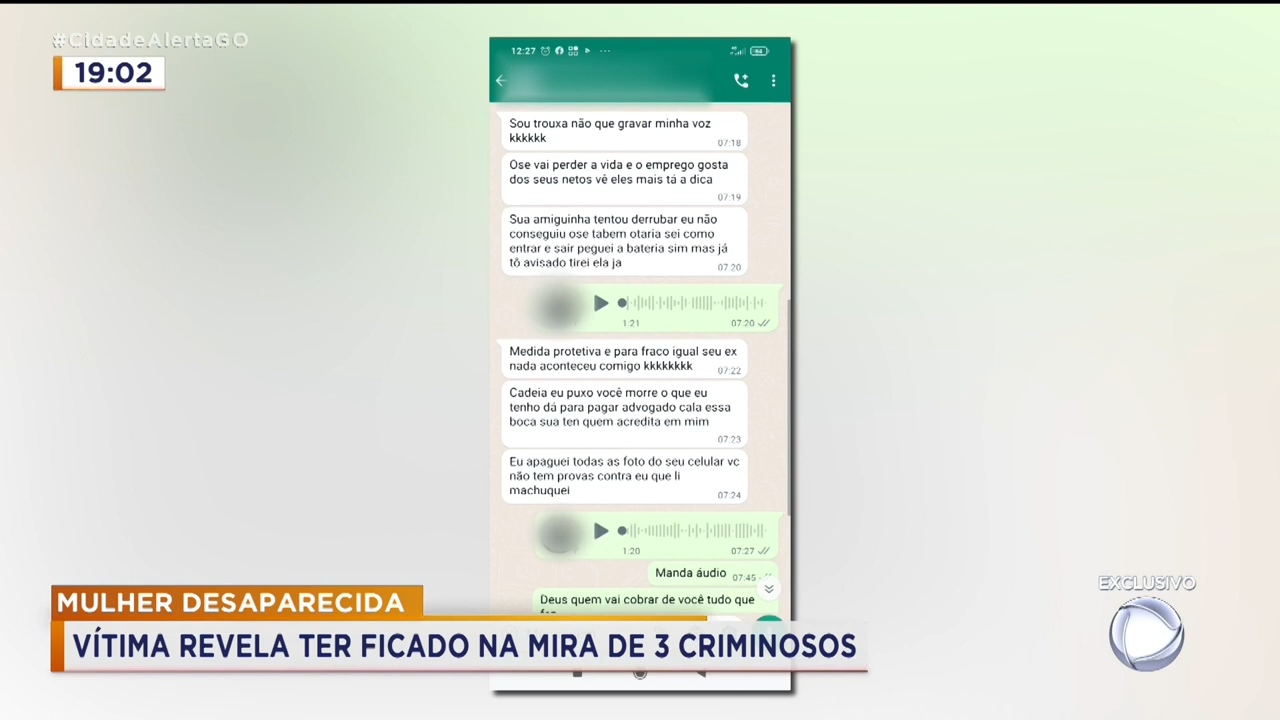 #CidadeAlertaGO
19:02
12:27
94
Sou trouxa não que gravar minha voz
kkkkkk
07:18
Ose vai perder a vida e o emprego gosta
dos seus netos vê eles mais tá a dica
07:19
Sua amiguinha tentou derrubar eu não
conseguiu ose tabem otaria sei como
entrar e sair peguei a bateria sim mas já
tô avisado tirei ela ja
07:20
1:21
07:20
Medida protetiva e para fraco igual seu ex
nada aconteceu comigo kkkkkkkk
07:22
Cadeia eu puxo você morre o que eu
tenho dá para pagar advogado cala essa
boca sua ten quem acredita em mim
07:23
Eu apaguei todas as foto do seu celular vc
não tem provas contra eu que li
machuquei
07:24
1:20
07:27
Manda áudio
07:45
Deus quem vai cobrar de você tudo que
MULHER DESAPARECIDA
VÍTIMA REVELA TER FICADO NA MIRA DE 3 CRIMINOSOS
EXCLUSIVO